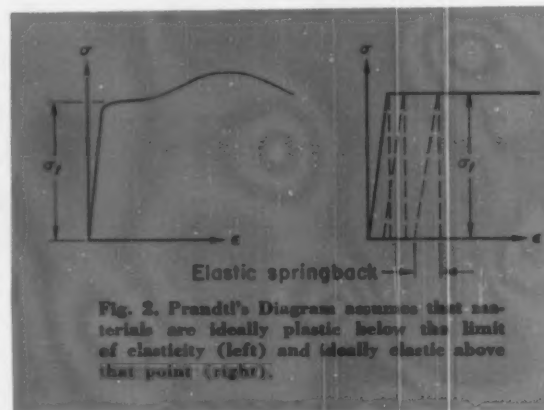 σ
σ
σf
σf
ε
ε
Elastic springback
Fig. 2. Prandtl's Diagram assumes that ma-
terials are ideally plastic below the limit
of elasticity (left) and ideally elastic above
that point (right).